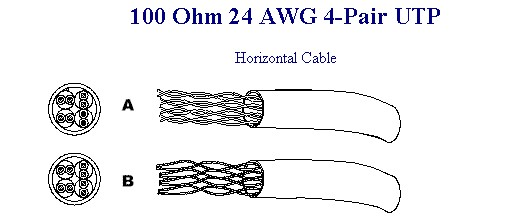 100 Ohm 24 AWG 4-Pair UTP
Horizontal Cable
A
B